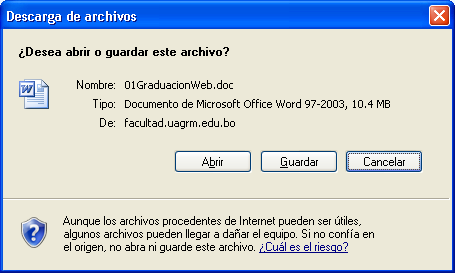 Descarga de archivos
¿Desea abrir o guardar este archivo?
Nombre: 01GraduacionWeb.doc
Tipo: Documento de Microsoft Office Word 97-2003, 10.4 MB
De: facultad.uagrm.edu.bo
Abrir Guardar Cancelar
Aunque los archivos procedentes de Internet pueden ser útiles,
algunos archivos pueden llegar a dañar el equipo. Si no confía en
el origen, no abra ni guarde este archivo. ¿Cuál es el riesgo?